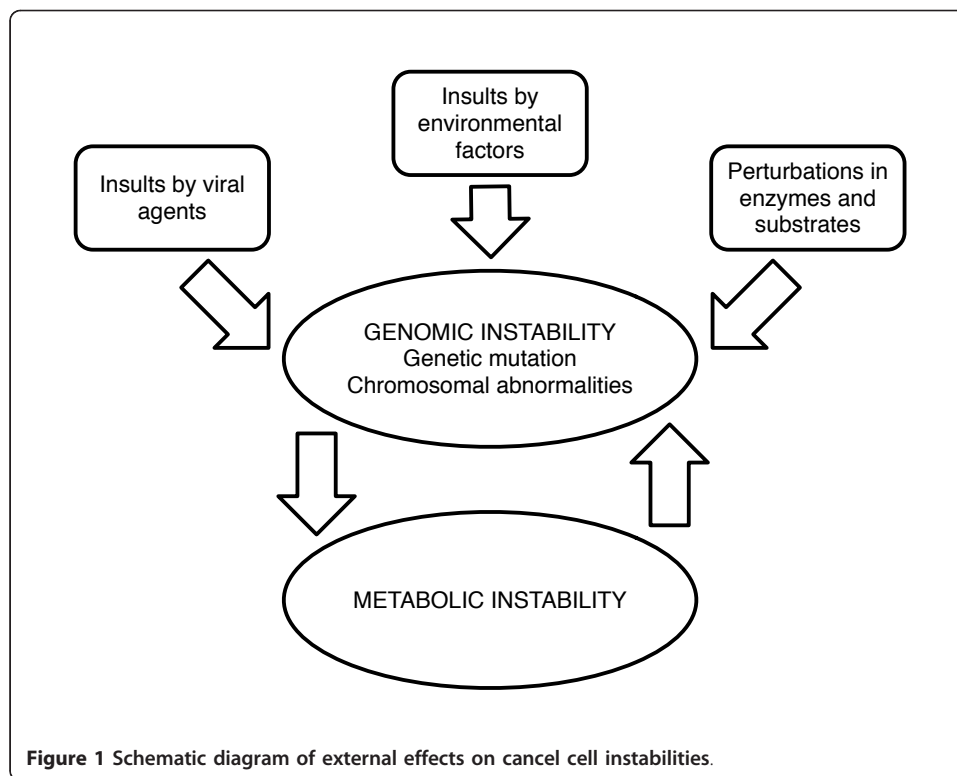 Insults by
environmental
factors
Insults by viral
agents
Perturbations in
enzymes and
substrates
GENOMIC INSTABILITY
Genetic mutation
Chromosomal abnormalities
METABOLIC INSTABILITY
Figure 1 Schematic diagram of external effects on cancel cell instabilities.